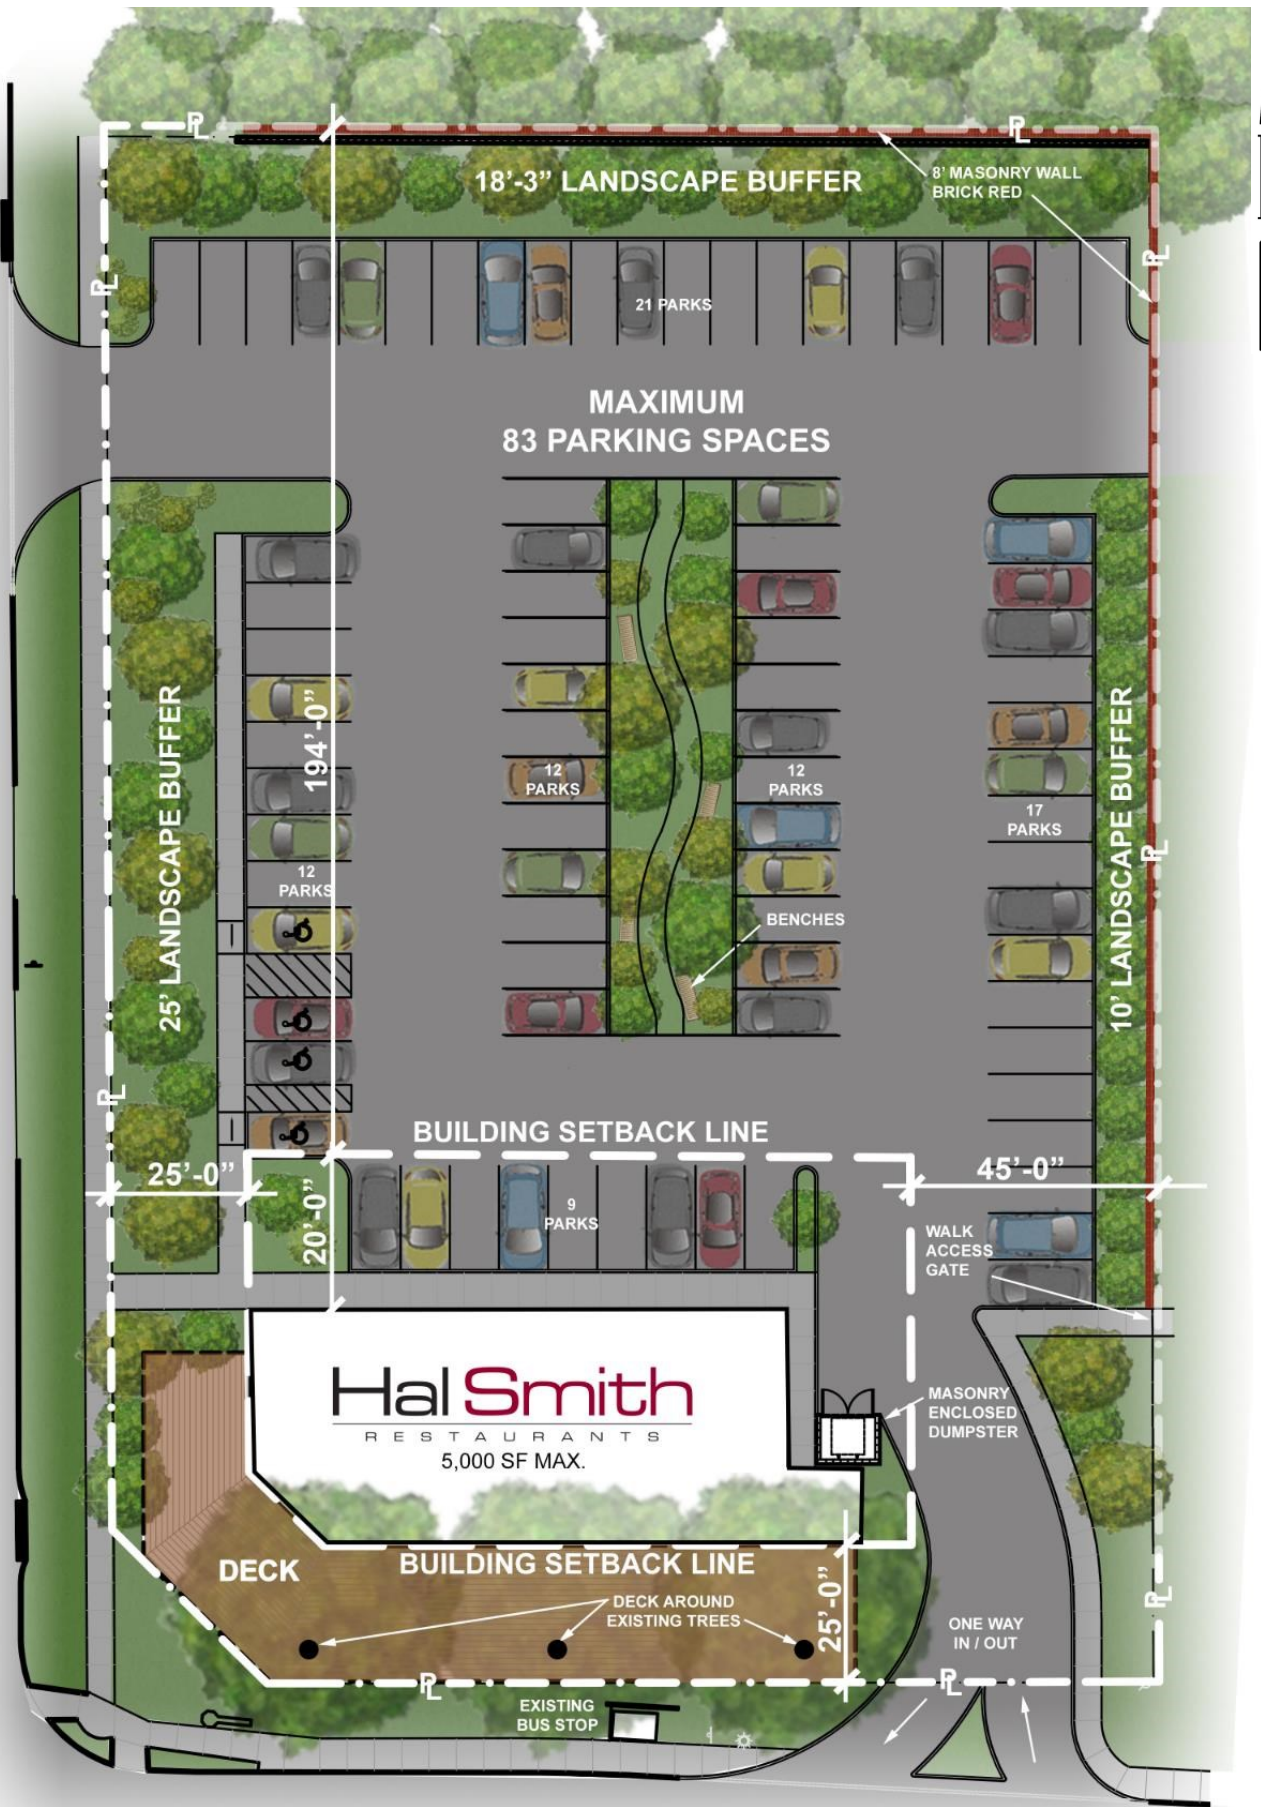 PL
PL
18'-3" LANDSCAPE BUFFER
8' MASONRY WALL
BRICK RED
PL
PL
21 PARKS
MAXIMUM
83 PARKING SPACES
25' LANDSCAPE BUFFER
194'-0"
12
PARKS
12
PARKS
12
PARKS
17
PARKS
10' LANDSCAPE BUFFER
PL
BENCHES
PL
BUILDING SETBACK LINE
25'-0"
45'-0"
20'-0"
9
PARKS
WALK
ACCESS
GATE
Hal Smith
RESTAURANTS
5,000 SF MAX.
MASONRY
ENCLOSED
DUMPSTER
DECK
BUILDING SETBACK LINE
25'-0"
DECK AROUND
EXISTING TREES
PL
ONE WAY
IN / OUT
PL
PL
EXISTING
BUS STOP